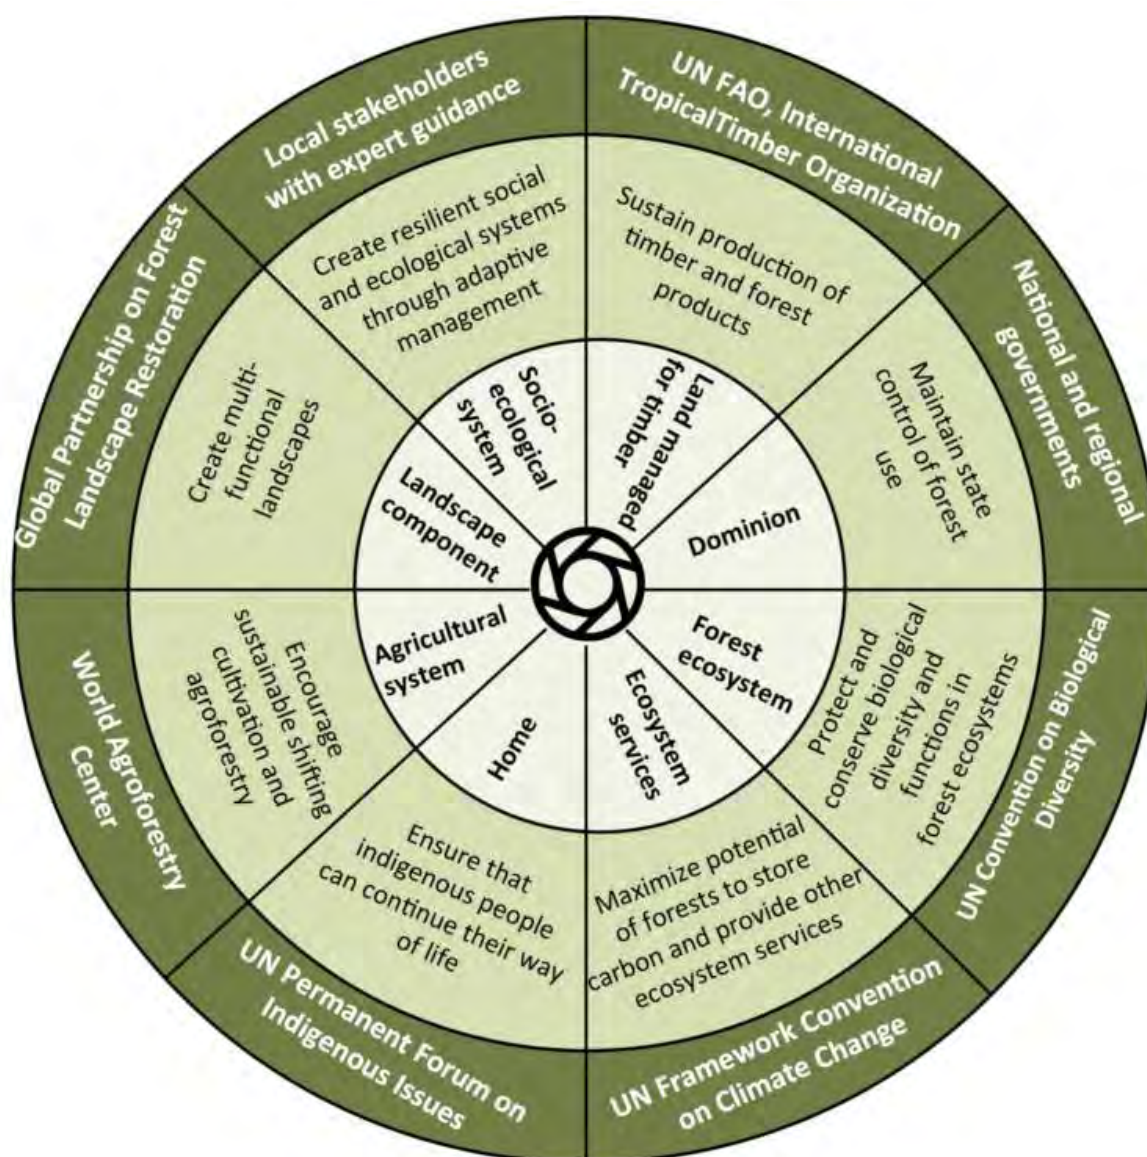 Local stakeholders
with expert guidance
UN FAO, International
TropicalTimber Organization
National and regional
governments
UN Convention on Biological
Diversity
UN Framework Convention
on Climate Change
UN Permanent Forum on
Indigenous Issues
World Agroforestry
Center
Global Partnership on Forest
Landscape Restoration
Create resilient social
and ecological systems
through adaptive
management
Sustain production of
timber and forest
products
Maintain state
control of forest
use
Protect and
conserve biological
diversity and
functions in
forest ecosystems
Maximize potential
of forests to store
carbon and provide other
ecosystem services
Ensure that
indigenous people
can continue their way
of life
Encourage
sustainable shifting
cultivation and
agroforestry
Create multi-
functional
landscapes
Socio-
ecological
system
Land managed
for timber
Dominion
Forest
ecosystem
Ecosystem
services
Home
Agricultural
system
Landscape
component